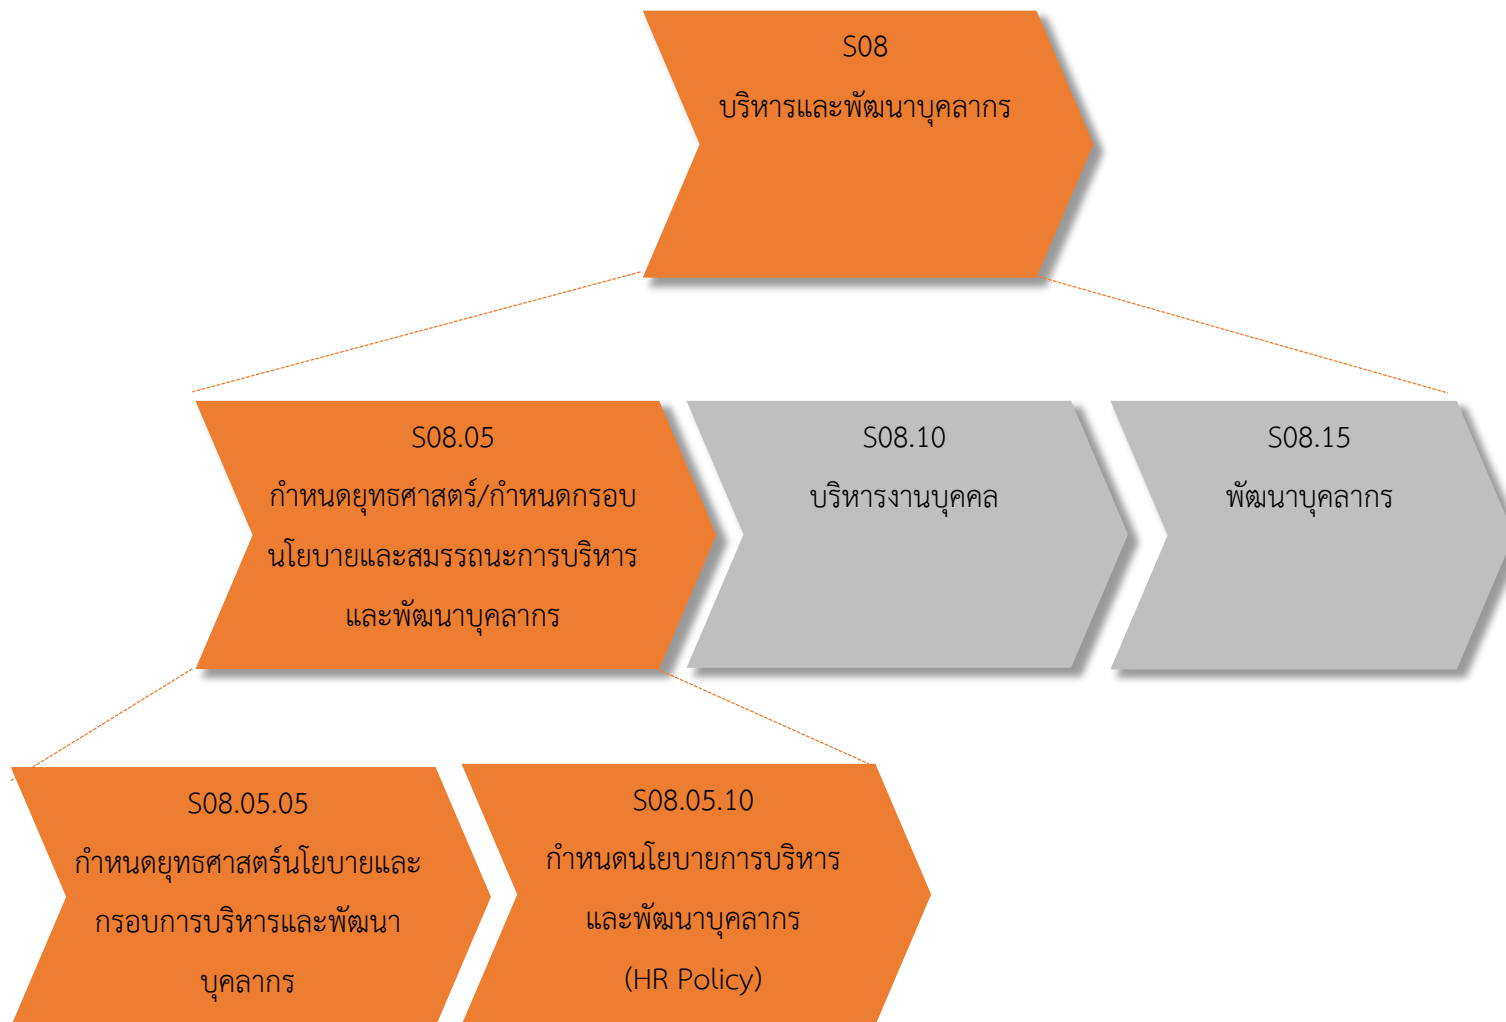 S08
บริหารและพัฒนาบุคลากร
S08.05
กำหนดยุทธศาสตร์/กำหนดกรอบ
นโยบายและสมรรถนะการบริหาร
และพัฒนาบุคลากร
S08.10
บริหารงานบุคคล
S08.15
พัฒนาบุคลากร
S08.05.05
กำหนดยุทธศาสตร์นโยบายและ
กรอบการบริหารและพัฒนา
บุคลากร
S08.05.10
กำหนดนโยบายการบริหาร
และพัฒนาบุคลากร
(HR Policy)